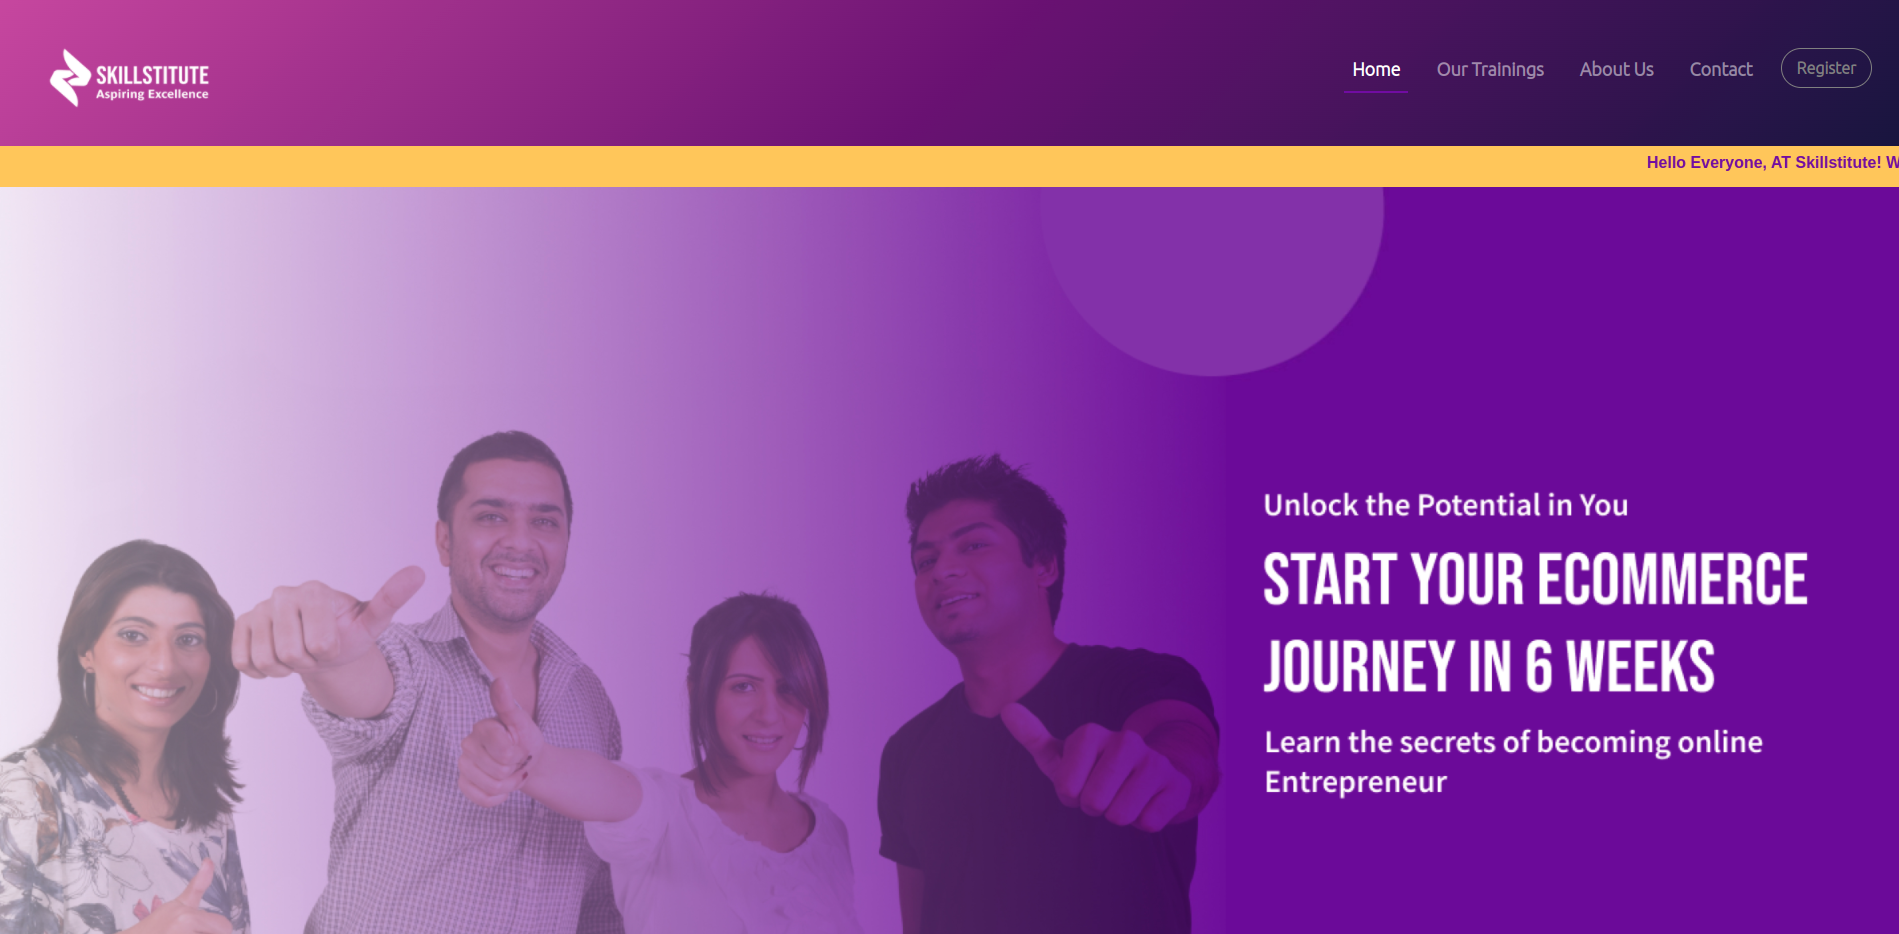 SKILLSTITUTE
Aspiring Excellence
Home
Our Trainings
About Us
Contact
Register
Hello Everyone, AT Skillstitute! W
Unlock the Potential in You
START YOUR ECOMMERCE
JOURNEY IN 6 WEEKS
Learn the secrets of becoming online
Entrepreneur